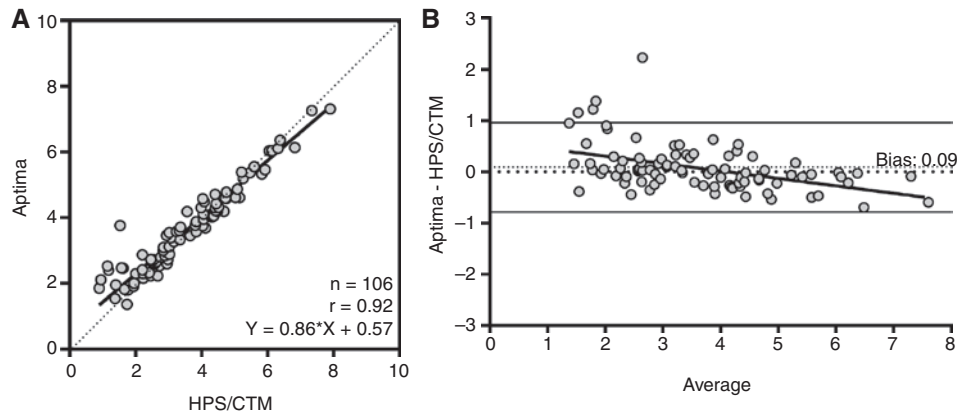 A
10
8
6
4
2
0
Aptima
0 2 4 6 8 10
HPS/CTM
n = 106
r = 0.92
Y = 0.86*X + 0.57
B
3
2
1
0
–1
–2
–3
Aptima - HPS/CTM
Bias: 0.09
0 1 2 3 4 5 6 7 8
Average